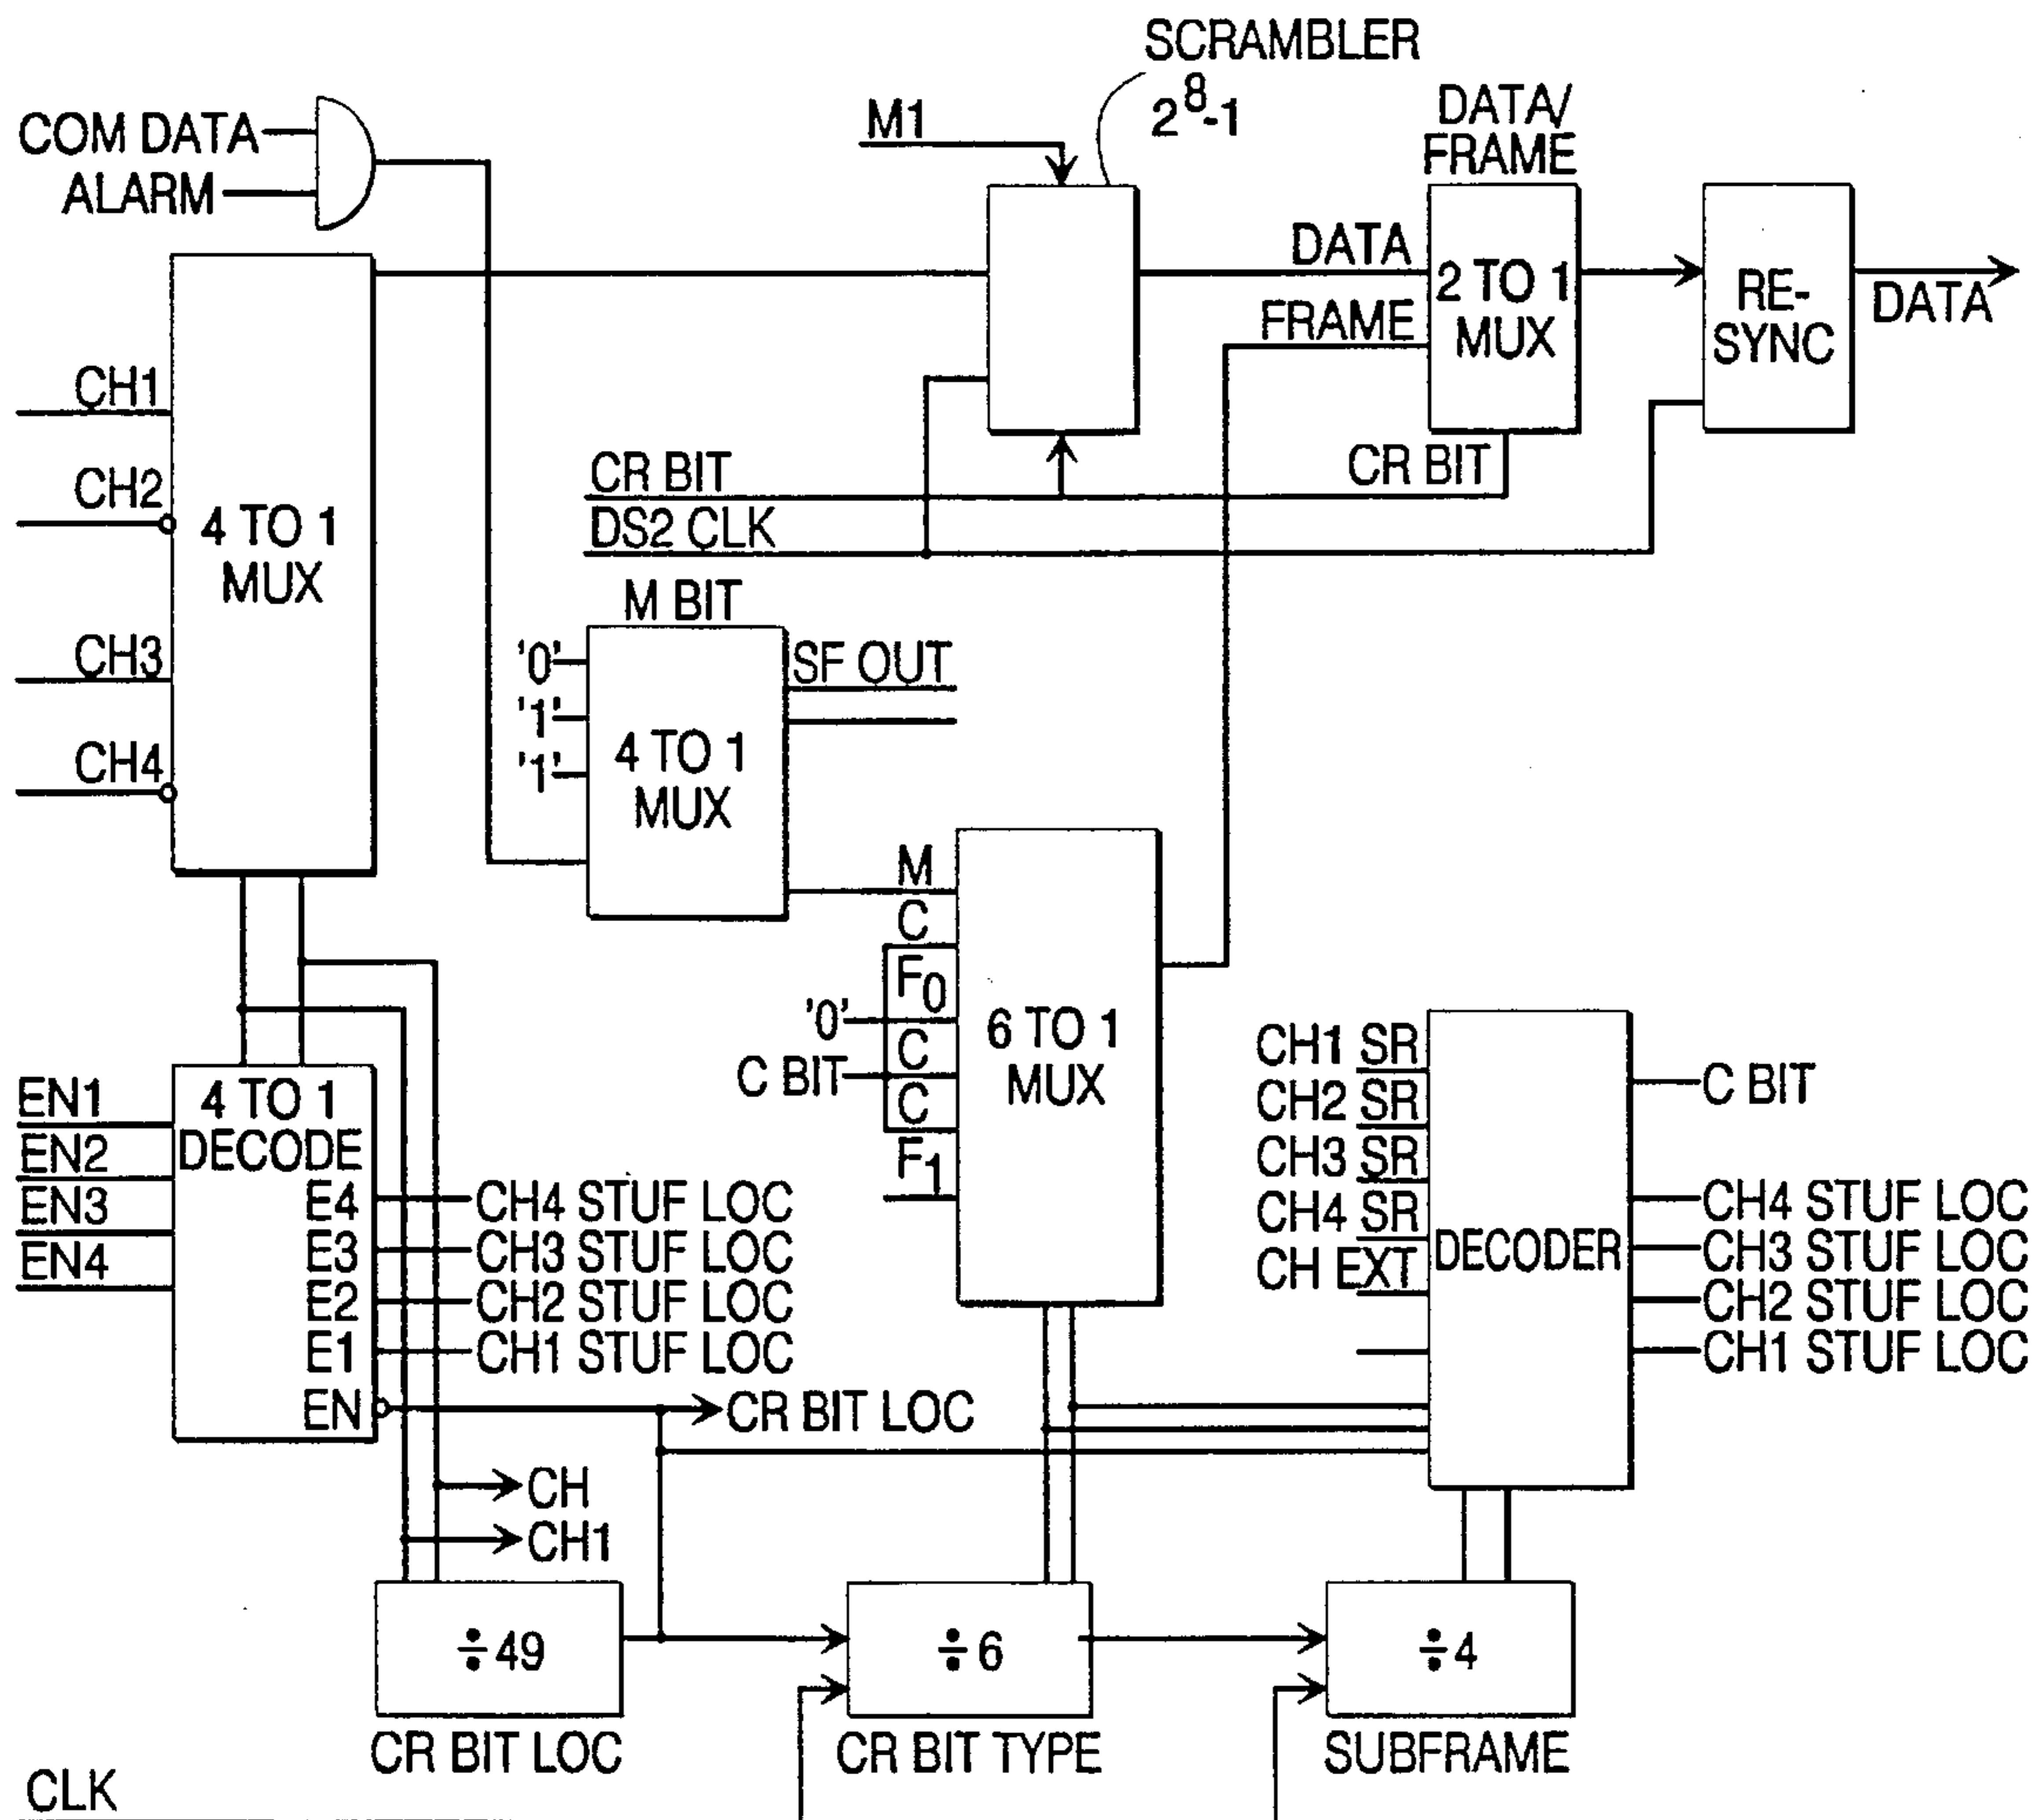 SCRAMBLER
2^8-1
COM DATA
ALARM
M1
DATA/
FRAME
DATA
FRAME
2 TO 1
MUX
RE-
SYNC
DATA
CH1
CH2
CH3
CH4
4 TO 1
MUX
CR BIT
CR BIT
DS2 CLK
M BIT
'0'
'1'
'1'
4 TO 1
MUX
SF OUT
M
C
F0
'0'
C
C BIT
C
F1
6 TO 1
MUX
EN1
EN2
EN3
EN4
4 TO 1
DECODE
E4
E3
E2
E1
EN
CH4 STUF LOC
CH3 STUF LOC
CH2 STUF LOC
CH1 STUF LOC
CR BIT LOC
CH
CH1
CH1 SR
CH2 SR
CH3 SR
CH4 SR
CH EXT
DECODER
C BIT
CH4 STUF LOC
CH3 STUF LOC
CH2 STUF LOC
CH1 STUF LOC
÷49
÷6
÷4
CR BIT LOC
CR BIT TYPE
SUBFRAME
CLK